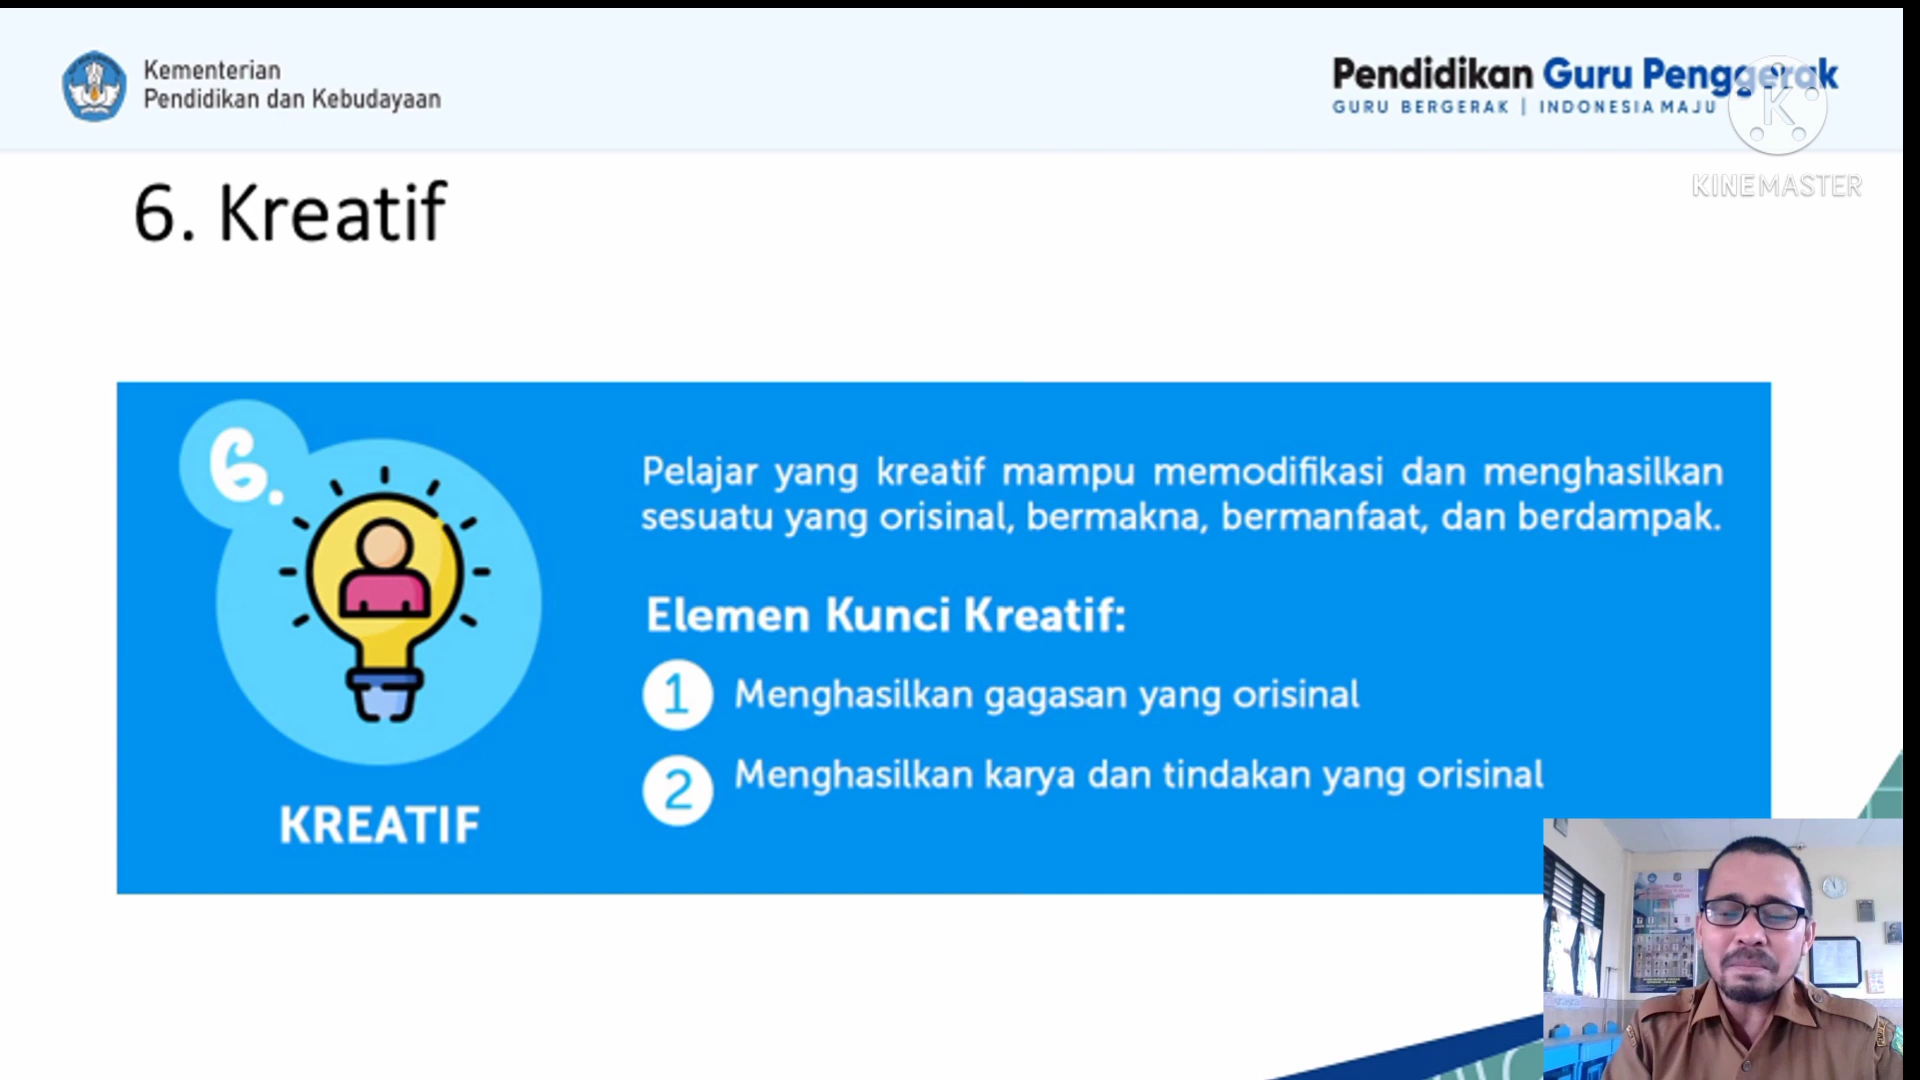 Kementerian
Pendidikan dan Kebudayaan
Pendidikan Guru Penggerak
GURU BERGERAK | INDONESIA MAJU
K
KINEMASTER
6. Kreatif
6.
KREATIF
Pelajar yang kreatif mampu memodifikasi dan menghasilkan
sesuatu yang orisinal, bermakna, bermanfaat, dan berdampak.
Elemen Kunci Kreatif:
1 Menghasilkan gagasan yang orisinal
2 Menghasilkan karya dan tindakan yang orisinal